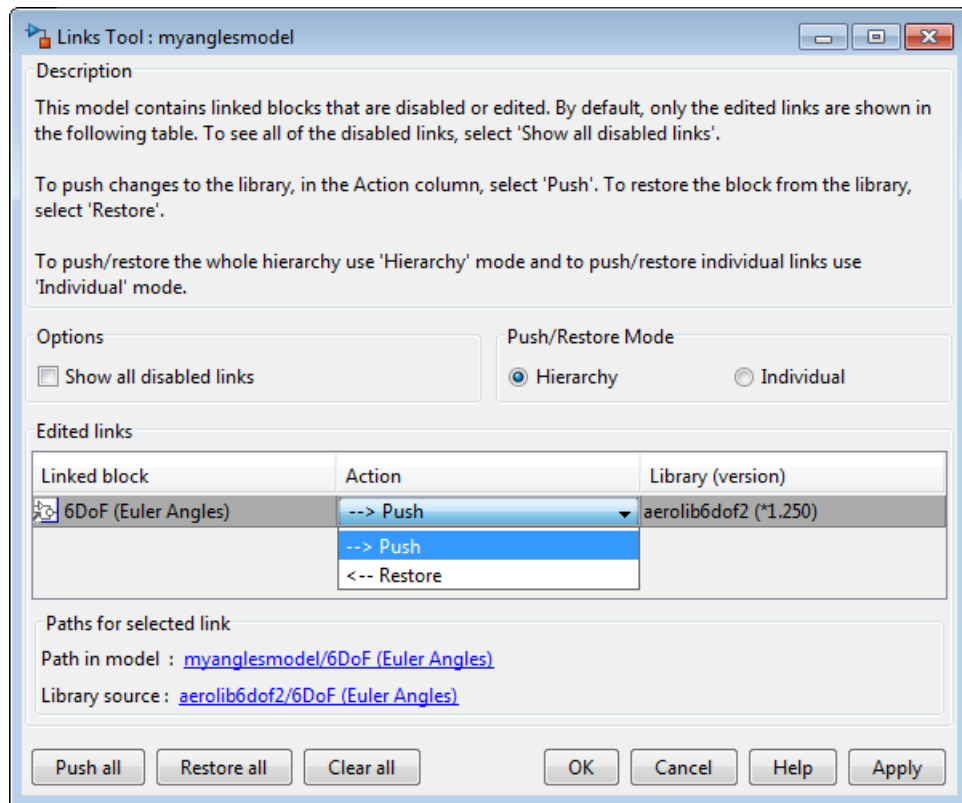 Links Tool : myanglesmodel
Description
This model contains linked blocks that are disabled or edited. By default, only the edited links are shown in
the following table. To see all of the disabled links, select 'Show all disabled links'.
To push changes to the library, in the Action column, select 'Push'. To restore the block from the library,
select 'Restore'.
To push/restore the whole hierarchy use 'Hierarchy' mode and to push/restore individual links use
'Individual' mode.
Options
Show all disabled links
Push/Restore Mode
Hierarchy Individual
Edited links
Linked block Action Library (version)
6DoF (Euler Angles) --> Push aerolib6dof2 (*1.250)
--> Push
<-- Restore
Paths for selected link
Path in model : myanglesmodel/6DoF (Euler Angles)
Library source : aerolib6dof2/6DoF (Euler Angles)
Push all Restore all Clear all OK Cancel Help Apply